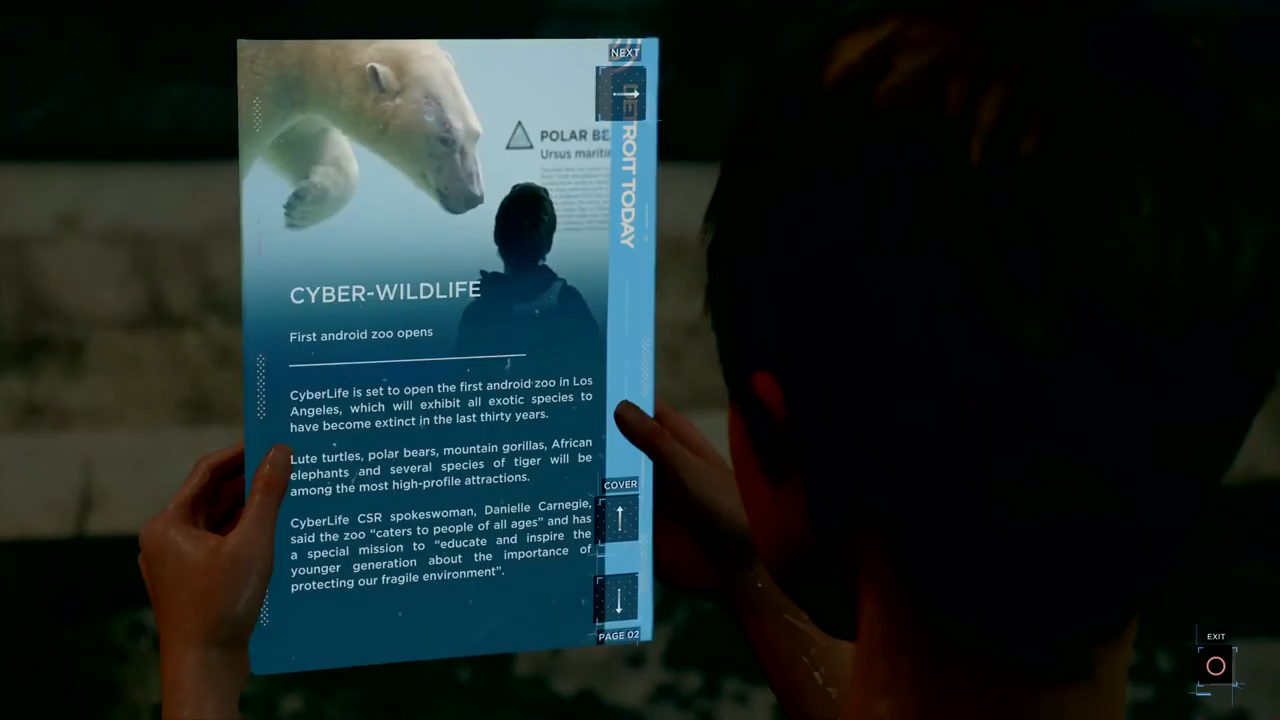 NEXT
DETROIT TODAY
POLAR BE
Ursus mariti
CYBER-WILDLIFE
First android zoo opens
CyberLife is set to open the first android zoo in Los
Angeles, which will exhibit all exotic species to
have become extinct in the last thirty years.
Lute turtles, polar bears, mountain gorillas, African
elephants and several species of tiger will be
among the most high-profile attractions.
CyberLife CSR spokeswoman, Danielle Carnegie,
said the zoo “caters to people of all ages” and has
a special mission to “educate and inspire the
younger generation about the importance of
protecting our fragile environment”.
COVER
PAGE 02
EXIT